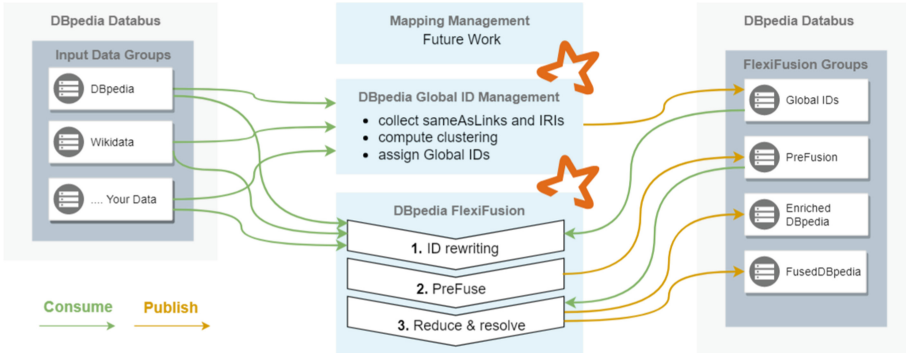 DBpedia Databus
Input Data Groups
DBpedia
Wikidata
.... Your Data
Consume
Publish
Mapping Management
Future Work
DBpedia Global ID Management
• collect sameAsLinks and IRIs
• compute clustering
• assign Global IDs
DBpedia FlexiFusion
1. ID rewriting
2. PreFuse
3. Reduce & resolve
DBpedia Databus
FlexiFusion Groups
Global IDs
PreFusion
Enriched
DBpedia
FusedDBpedia